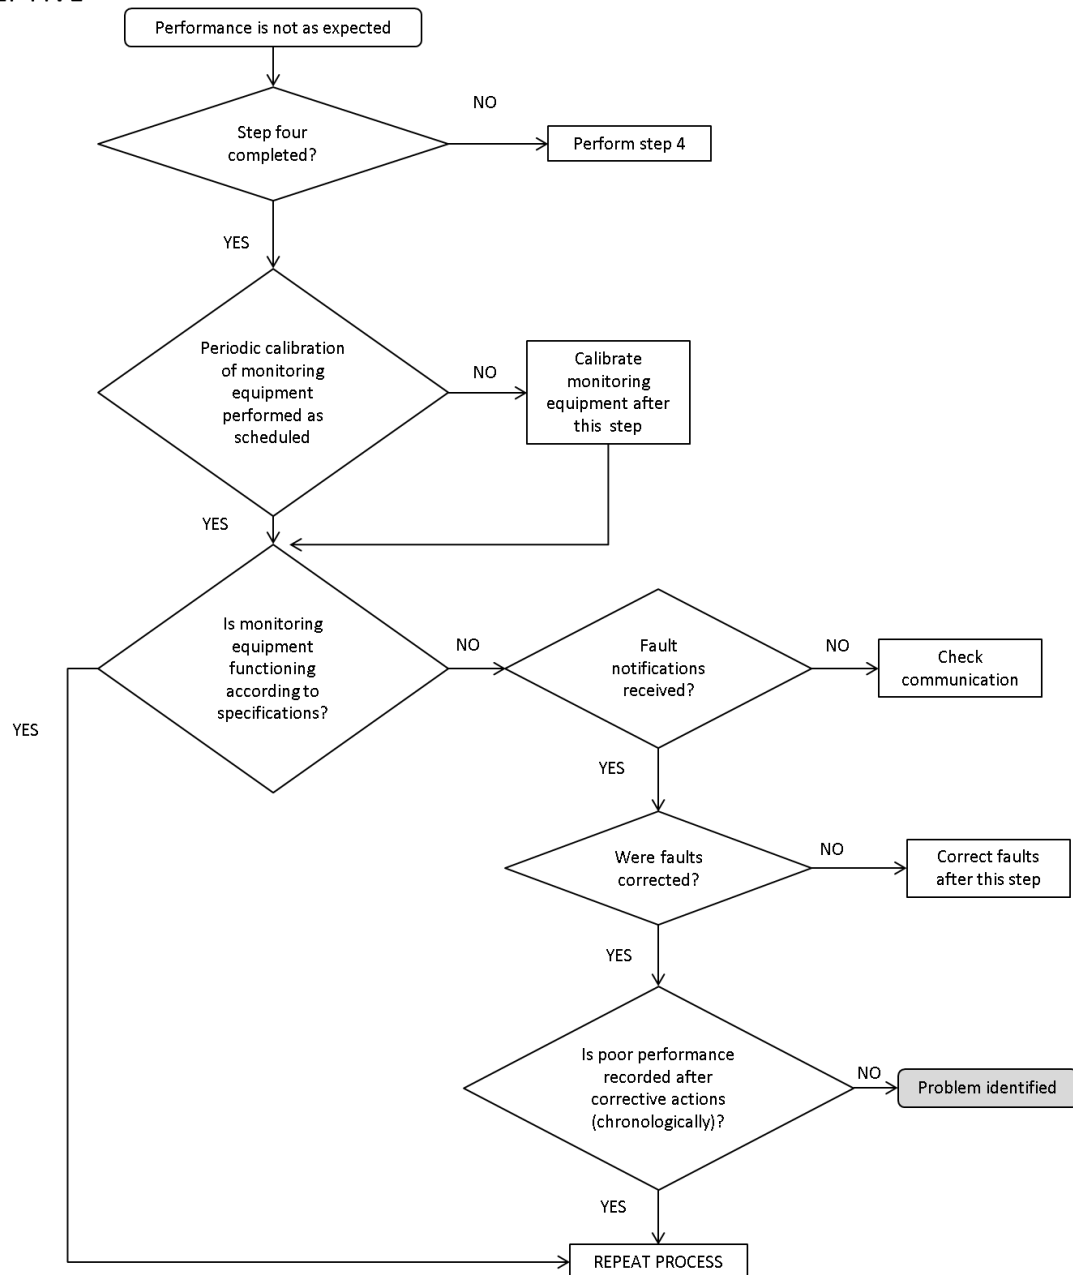 Performance is not as expected
NO
Step four
completed?
Perform step 4
YES
Periodic calibration
of monitoring
equipment
performed as
scheduled
NO
Calibrate
monitoring
equipment after
this step
YES
Is monitoring
equipment
functioning
according to
specifications?
NO
Fault
notifications
received?
NO
Check
communication
YES
YES
Were faults
corrected?
NO
Correct faults
after this step
YES
Is poor performance
recorded after
corrective actions
(chronologically)?
NO
Problem identified
YES
REPEAT PROCESS